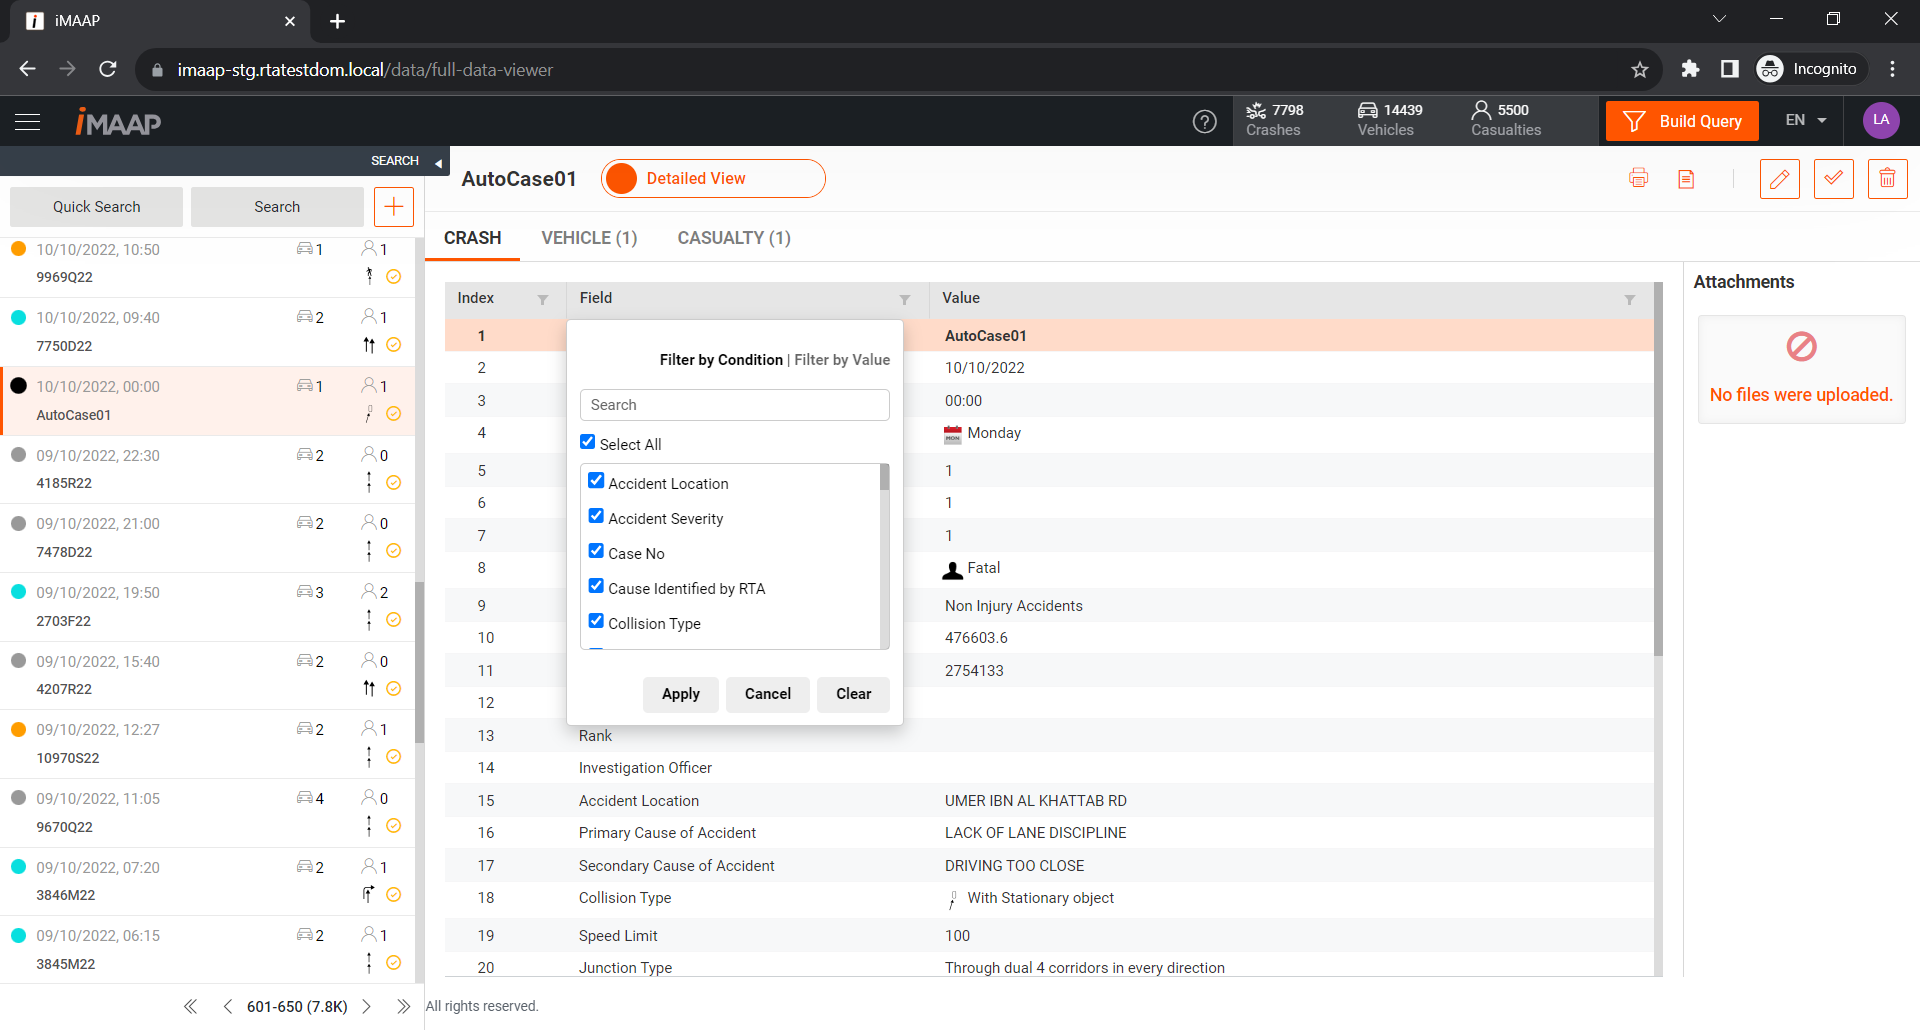 iMAAP
imaap-stg.rtatestdom.local/data/full-data-viewer
Incognito
iMAAP
7798
Crashes
14439
Vehicles
5500
Casualties
Build Query
EN
LA
SEARCH
Quick Search
Search
10/10/2022, 10:50 1 1
9969Q22
10/10/2022, 09:40 2 1
7750D22
10/10/2022, 00:00 1 1
AutoCase01
09/10/2022, 22:30 2 0
4185R22
09/10/2022, 21:00 2 0
7478D22
09/10/2022, 19:50 3 2
2703F22
09/10/2022, 15:40 2 0
4207R22
09/10/2022, 12:27 2 1
10970S22
09/10/2022, 11:05 4 0
9670Q22
09/10/2022, 07:20 2 1
3846M22
09/10/2022, 06:15 2 1
3845M22
601-650 (7.8K)
AutoCase01
Detailed View
CRASH
VEHICLE (1)
CASUALTY (1)
Index Field Value
1 AutoCase01
2 10/10/2022
3 00:00
4 MON Monday
5 1
6 1
7 1
8 Fatal
9 Non Injury Accidents
10 476603.6
11 2754133
12
13 Rank
14 Investigation Officer
15 Accident Location UMER IBN AL KHATTAB RD
16 Primary Cause of Accident LACK OF LANE DISCIPLINE
17 Secondary Cause of Accident DRIVING TOO CLOSE
18 Collision Type With Stationary object
19 Speed Limit 100
20 Junction Type Through dual 4 corridors in every direction
Filter by Condition | Filter by Value
Search
Select All
Accident Location
Accident Severity
Case No
Cause Identified by RTA
Collision Type
Apply
Cancel
Clear
Attachments
No files were uploaded.
All rights reserved.